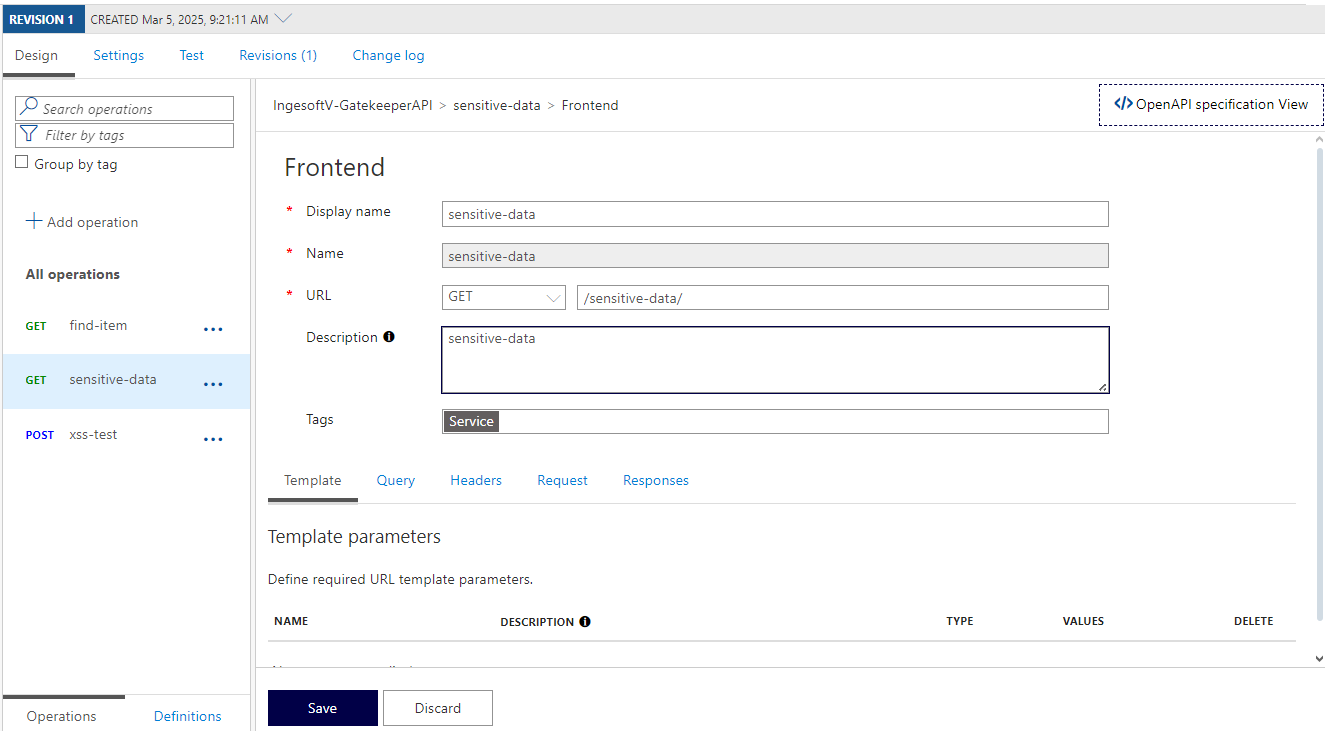 REVISION 1 CREATED Mar 5, 2025, 9:21:11 AM
Design Settings Test Revisions (1) Change log
Search operations
Filter by tags
Group by tag
Add operation
All operations
GET find-item
GET sensitive-data
POST xss-test
Operations Definitions
IngesoftV-GatekeeperAPI > sensitive-data > Frontend
</> OpenAPI specification View
Frontend
* Display name sensitive-data
* Name sensitive-data
* URL GET /sensitive-data/
Description sensitive-data
Tags Service
Template Query Headers Request Responses
Template parameters
Define required URL template parameters.
NAME DESCRIPTION TYPE VALUES DELETE
Save Discard